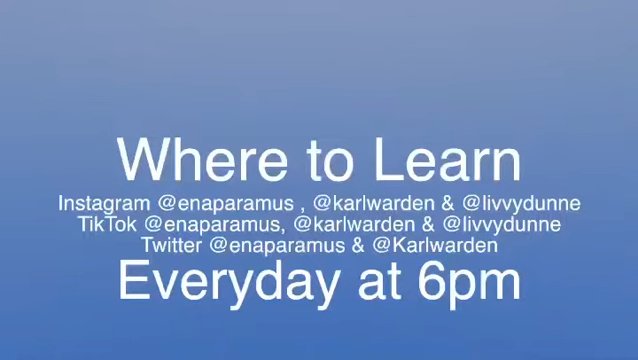 Where to Learn
Instagram @enaparamus , @karlwarden & @livvydunne
TikTok @enaparamus, @karlwarden & @livvydunne
Twitter @enaparamus & @Karlwarden
Everyday at 6pm